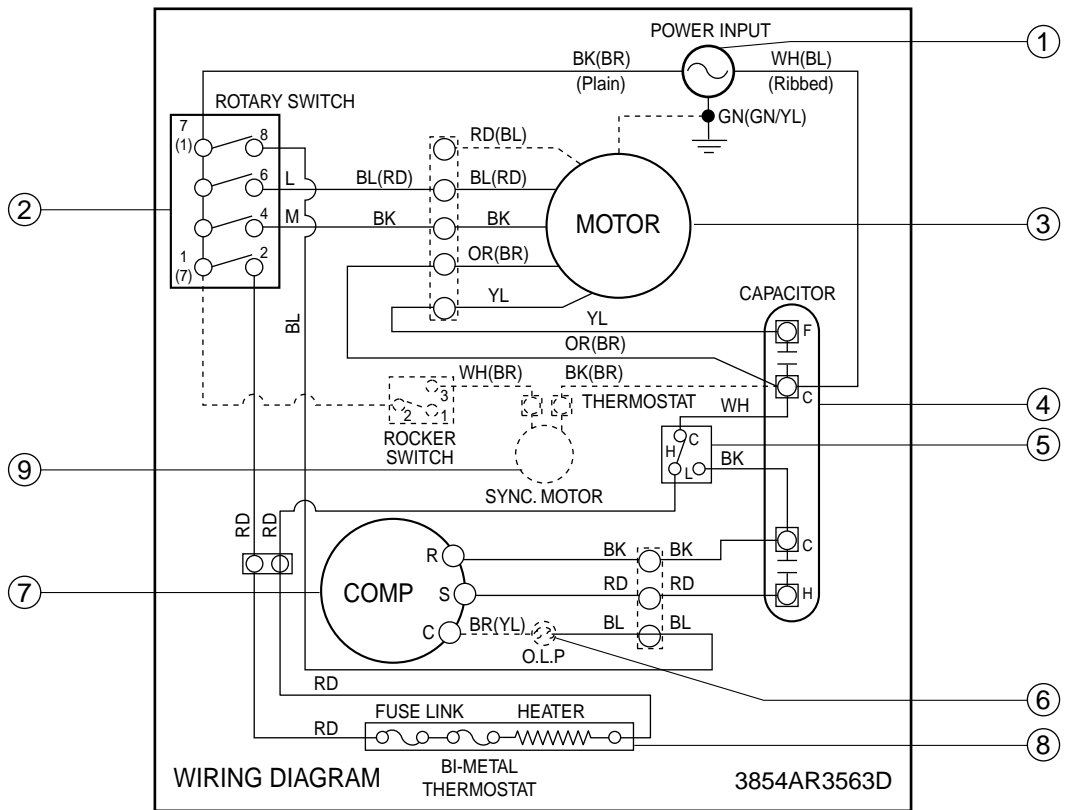 POWER INPUT
1
BK(BR)
WH(BL)
(Plain)
(Ribbed)
ROTARY SWITCH
GN(GN/YL)
7
(1)
8
RD(BL)
6
L
BL(RD)
BL(RD)
2
4
M
BK
BK
MOTOR
3
1
(7)
2
OR(BR)
YL
CAPACITOR
BL
YL
F
OR(BR)
WH(BR)
BK(BR)
C
3
2
1
THERMOSTAT
WH
4
ROCKER
SWITCH
C
H
L
BK
5
9
SYNC. MOTOR
RD
RD
R
BK
BK
C
7
COMP
S
RD
RD
H
C
BR(YL)
BL
BL
O.L.P
RD
6
FUSE LINK
HEATER
RD
8
BI-METAL
THERMOSTAT
WIRING DIAGRAM
3854AR3563D